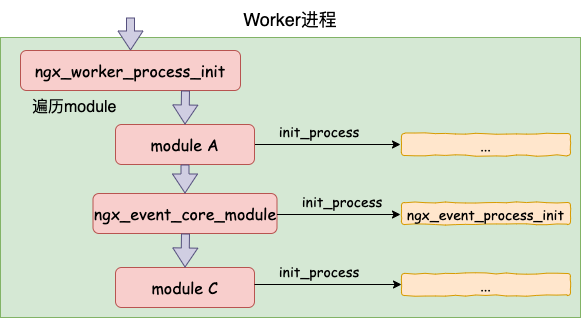 Worker进程
ngx_worker_process_init
遍历module
module A
init_process
...
ngx_event_core_module
init_process
ngx_event_process_init
module C
init_process
...